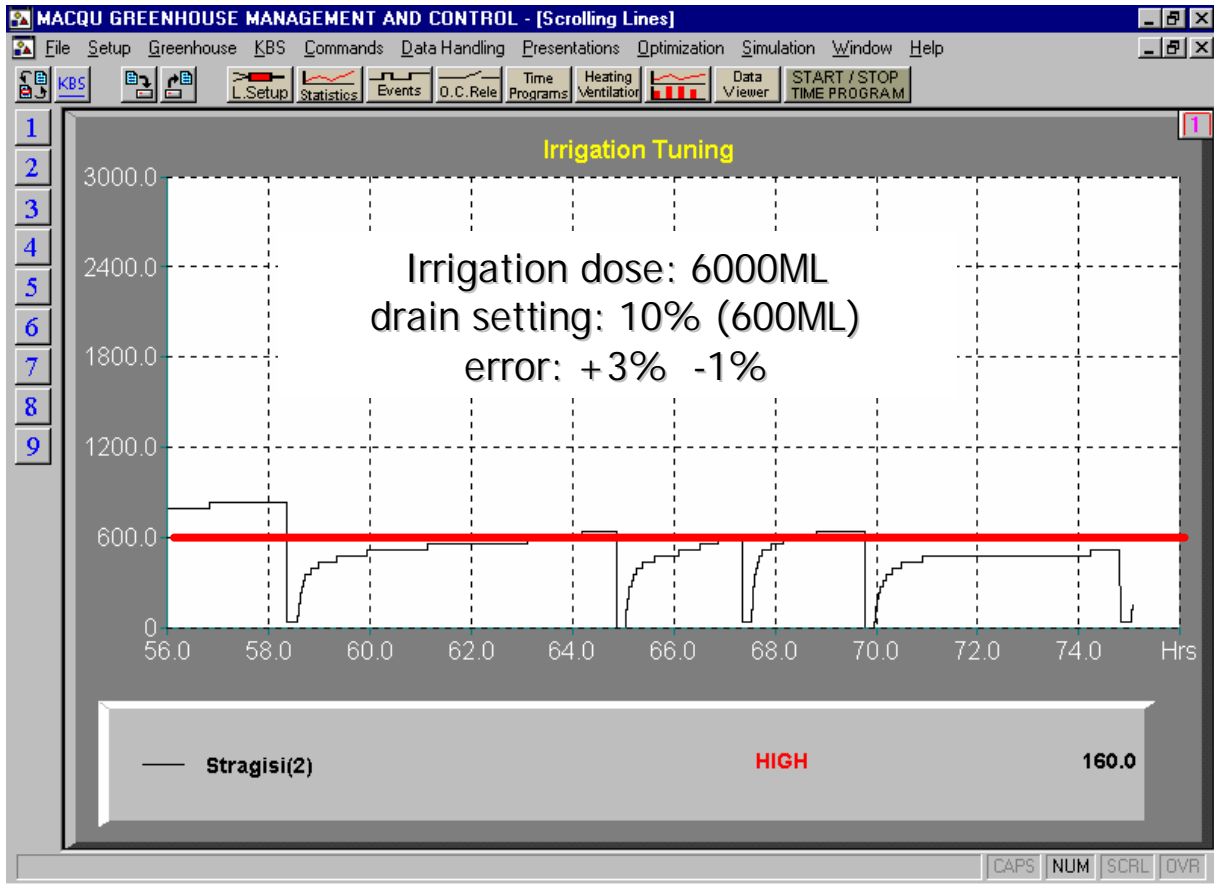 MACQU GREENHOUSE MANAGEMENT AND CONTROL - [Scrolling Lines]
File Setup Greenhouse KBS Commands Data Handling Presentations Optimization Simulation Window Help
KBS L.Setup Statistics Events O.C.Rele Time Programs Heating Ventilation Data Viewer START / STOP TIME PROGRAM
1
1
2
3
4
5
6
7
8
9
Irrigation Tuning
3000.0
2400.0
1800.0
1200.0
600.0
0
Irrigation dose: 6000ML
drain setting: 10% (600ML)
error: +3% -1%
56.0 58.0 60.0 62.0 64.0 66.0 68.0 70.0 72.0 74.0 Hrs
Stragisi(2) HIGH 160.0
CAPS NUM SCRL OVR